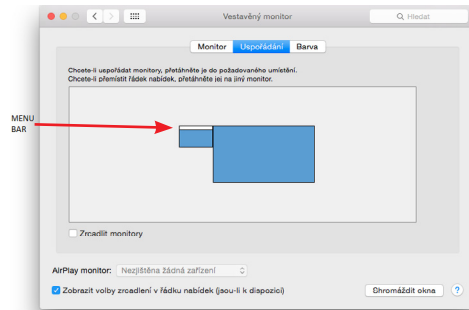 Vestavěný monitor
Hledat
Monitor
Uspořádání
Barva
Chcete-li uspořádat monitory, přetáhněte je do požadovaného umístění.
Chcete-li přemístit řádek nabídek, přetáhněte jej na jiný monitor.
MENU
BAR
Zrcadlit monitory
AirPlay monitor: Nezjištěna žádná zařízení
Zobrazit volby zrcadlení v řádku nabídek (jsou-li k dispozici)
Shromáždit okna
?